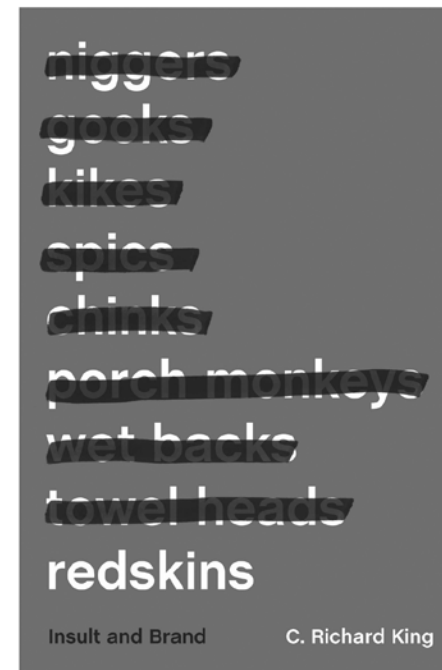 niggers
gooks
kikes
spics
chinks
porch monkeys
wet backs
towel heads
redskins
Insult and Brand C. Richard King